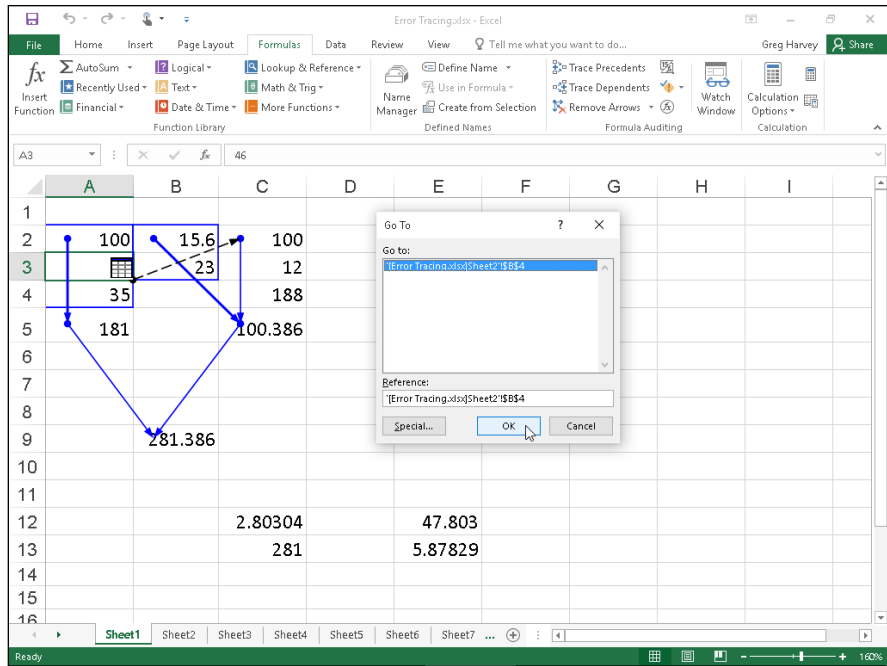 Error Tracing.xlsx - Excel
File Home Insert Page Layout Formulas Data Review View Tell me what you want to do... Greg Harvey Share
fx Insert Function
AutoSum
Recently Used
Financial
Logical
Text
Date & Time
Lookup & Reference
Math & Trig
More Functions
Function Library
Name Manager
Define Name
Use in Formula
Create from Selection
Defined Names
Trace Precedents
Trace Dependents
Remove Arrows
Watch Window
Formula Auditing
Calculation Options
Calculation
A3 fx 46
A B C D E F G H I
1
2 100 15.6 100
3 23 12
4 35 188
5 181 100.386
6
7
8
9 281.386
10
11
12 2.80304 47.803
13 281 5.87829
14
15
16
Go To ? ×
Go to:
'[Error Tracing.xlsx]Sheet2'!$B$4
Reference:
'[Error Tracing.xlsx]Sheet2'!$B$4
Special... OK Cancel
Sheet1 Sheet2 Sheet3 Sheet4 Sheet5 Sheet6 Sheet7 ...
Ready 160%